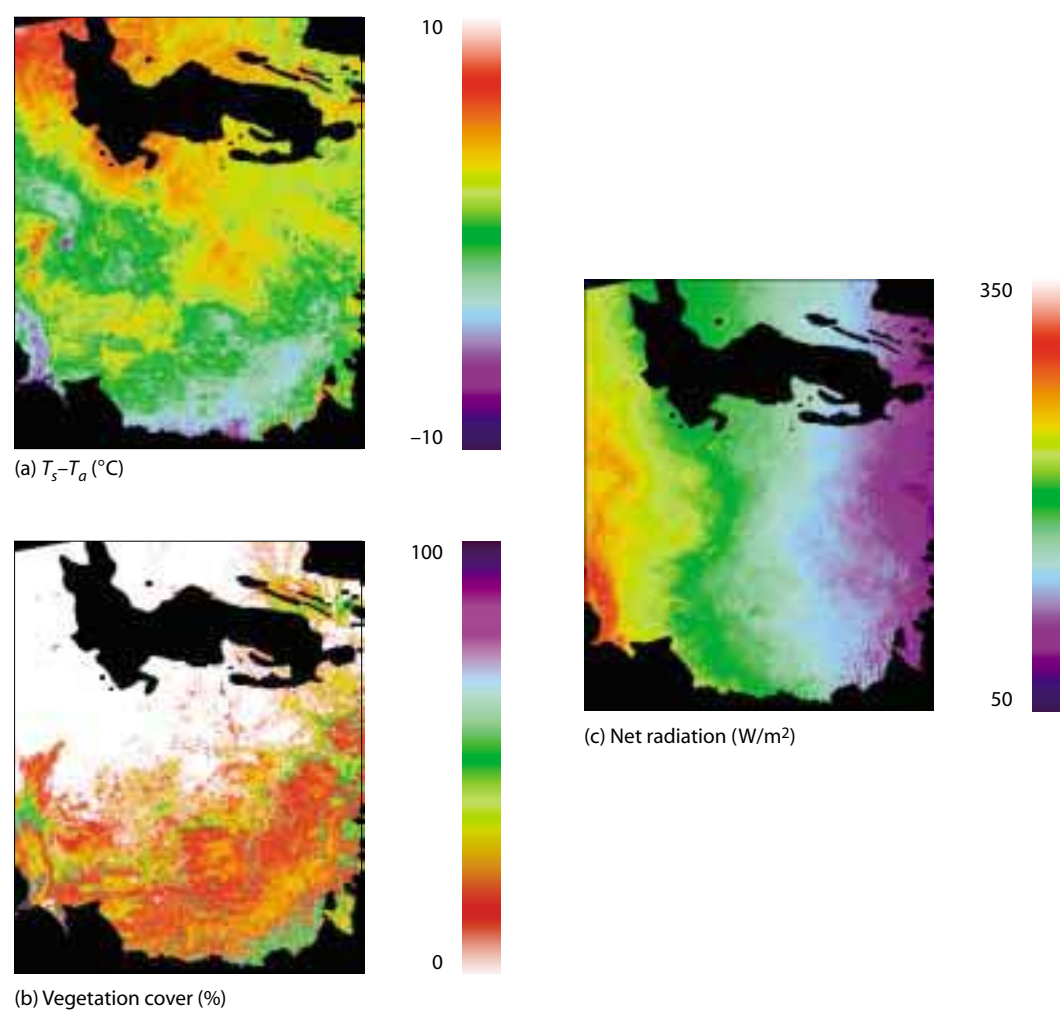 10
–10
(a) Ts–Ta (°C)
100
0
(b) Vegetation cover (%)
350
50
(c) Net radiation (W/m2)